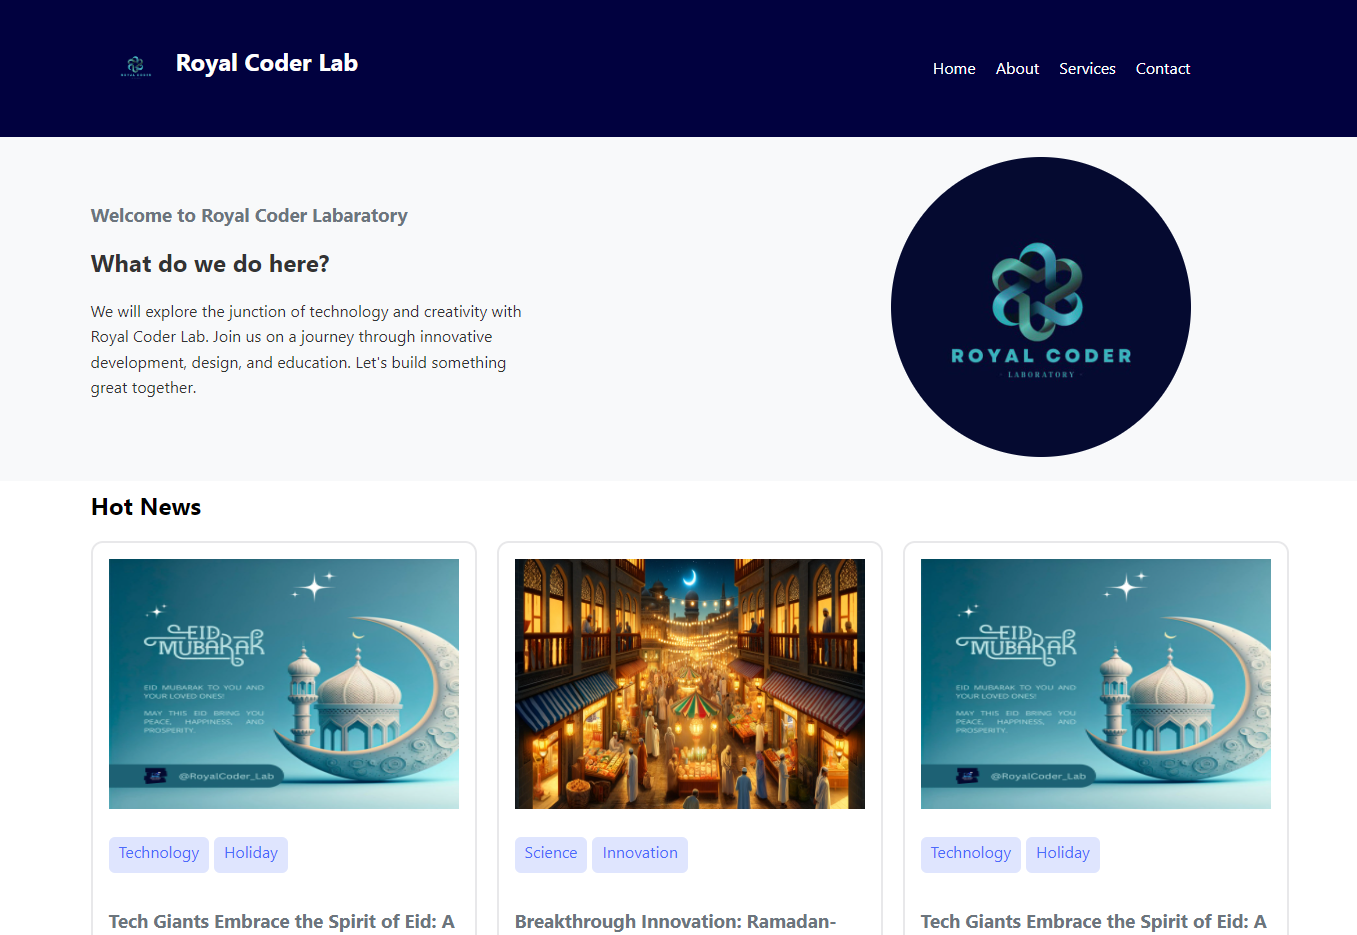 ROYAL CODER
Royal Coder Lab
Home About Services Contact
Welcome to Royal Coder Labaratory
What do we do here?
We will explore the junction of technology and creativity with
Royal Coder Lab. Join us on a journey through innovative
development, design, and education. Let's build something
great together.
ROYAL CODER
- LABORATORY -
Hot News
EID
MUBARAK
EID MUBARAK TO YOU AND
YOUR LOVED ONES!
MAY THIS EID BRING YOU
PEACE, HAPPINESS, AND
PROSPERITY.
@RoyalCoder_Lab
Technology Holiday
Tech Giants Embrace the Spirit of Eid: A
Science Innovation
Breakthrough Innovation: Ramadan-
EID
MUBARAK
EID MUBARAK TO YOU AND
YOUR LOVED ONES!
MAY THIS EID BRING YOU
PEACE, HAPPINESS, AND
PROSPERITY.
@RoyalCoder_Lab
Technology Holiday
Tech Giants Embrace the Spirit of Eid: A